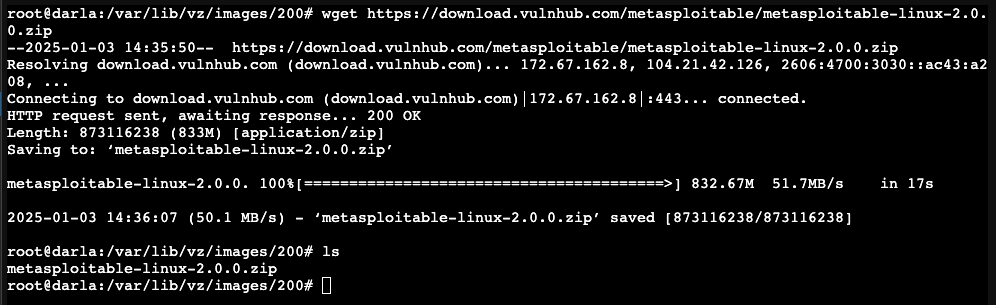 root@darla:/var/lib/vz/images/200# wget https://download.vulnhub.com/metasploitable/metasploitable-linux-2.0.
0.zip
--2025-01-03 14:35:50--  https://download.vulnhub.com/metasploitable/metasploitable-linux-2.0.0.zip
Resolving download.vulnhub.com (download.vulnhub.com)... 172.67.162.8, 104.21.42.126, 2606:4700:3030::ac43:a2
08, ...
Connecting to download.vulnhub.com (download.vulnhub.com)|172.67.162.8|:443... connected.
HTTP request sent, awaiting response... 200 OK
Length: 873116238 (833M) [application/zip]
Saving to: ‘metasploitable-linux-2.0.0.zip’
metasploitable-linux-2.0.0. 100%[========================================>] 832.67M  51.7MB/s    in 17s
2025-01-03 14:36:07 (50.1 MB/s) - ‘metasploitable-linux-2.0.0.zip’ saved [873116238/873116238]
root@darla:/var/lib/vz/images/200# ls
metasploitable-linux-2.0.0.zip
root@darla:/var/lib/vz/images/200#